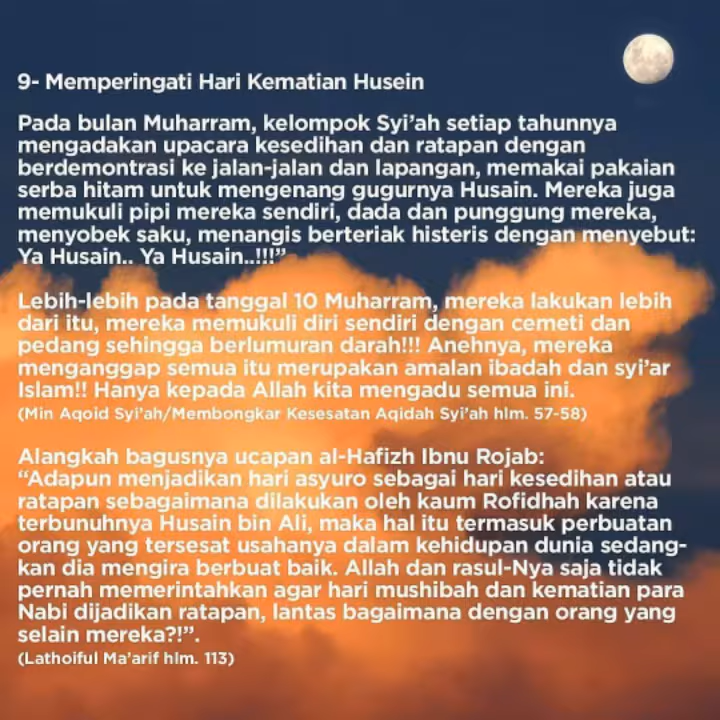 9- Memperingati Hari Kematian Husein
Pada bulan Muharram, kelompok Syi'ah setiap tahunnya
mengadakan upacara kesedihan dan ratapan dengan
berdemontrasi ke jalan-jalan dan lapangan, memakai pakaian
serba hitam untuk mengenang gugurnya Husain. Mereka juga
memukuli pipi mereka sendiri, dada dan punggung mereka,
menyobek saku, menangis berteriak histeris dengan menyebut:
Ya Husain.. Ya Husain..!!!”
Lebih-lebih pada tanggal 10 Muharram, mereka lakukan lebih
dari itu, mereka memukuli diri sendiri dengan cemeti dan
pedang sehingga berlumuran darah!!! Anehnya, mereka
menganggap semua itu merupakan amalan ibadah dan syi'ar
Islam!! Hanya kepada Allah kita mengadu semua ini.
(Min Aqoid Syi'ah/Membongkar Kesesatan Aqidah Syi'ah hlm. 57-58)
Alangkah bagusnya ucapan al-Hafizh Ibnu Rojab:
“Adapun menjadikan hari asyuro sebagai hari kesedihan atau
ratapan sebagaimana dilakukan oleh kaum Rofidhah karena
terbunuhnya Husain bin Ali, maka hal itu termasuk perbuatan
orang yang tersesat usahanya dalam kehidupan dunia sedang-
kan dia mengira berbuat baik. Allah dan rasul-Nya saja tidak
pernah memerintahkan agar hari mushibah dan kematian para
Nabi dijadikan ratapan, lantas bagaimana dengan orang yang
selain mereka?!”.
(Lathoiful Ma'arif hlm. 113)